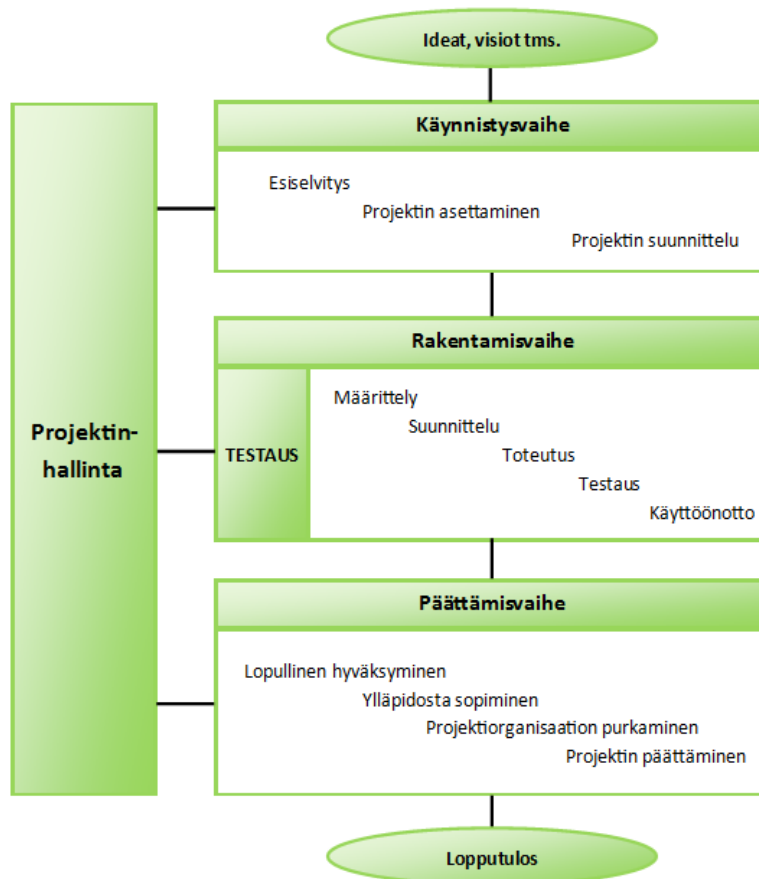 Ideat, visiot tms.
Käynnistysvaihe
Esiselvitys
Projektin asettaminen
Projektin suunnittelu
Projektin-
hallinta
Rakentamisvaihe
TESTAUS
Määrittely
Suunnittelu
Toteutus
Testaus
Käyttöönotto
Päättämisvaihe
Lopullinen hyväksyminen
Ylläpidosta sopiminen
Projektiorganisaation purkaminen
Projektin päättäminen
Lopputulos